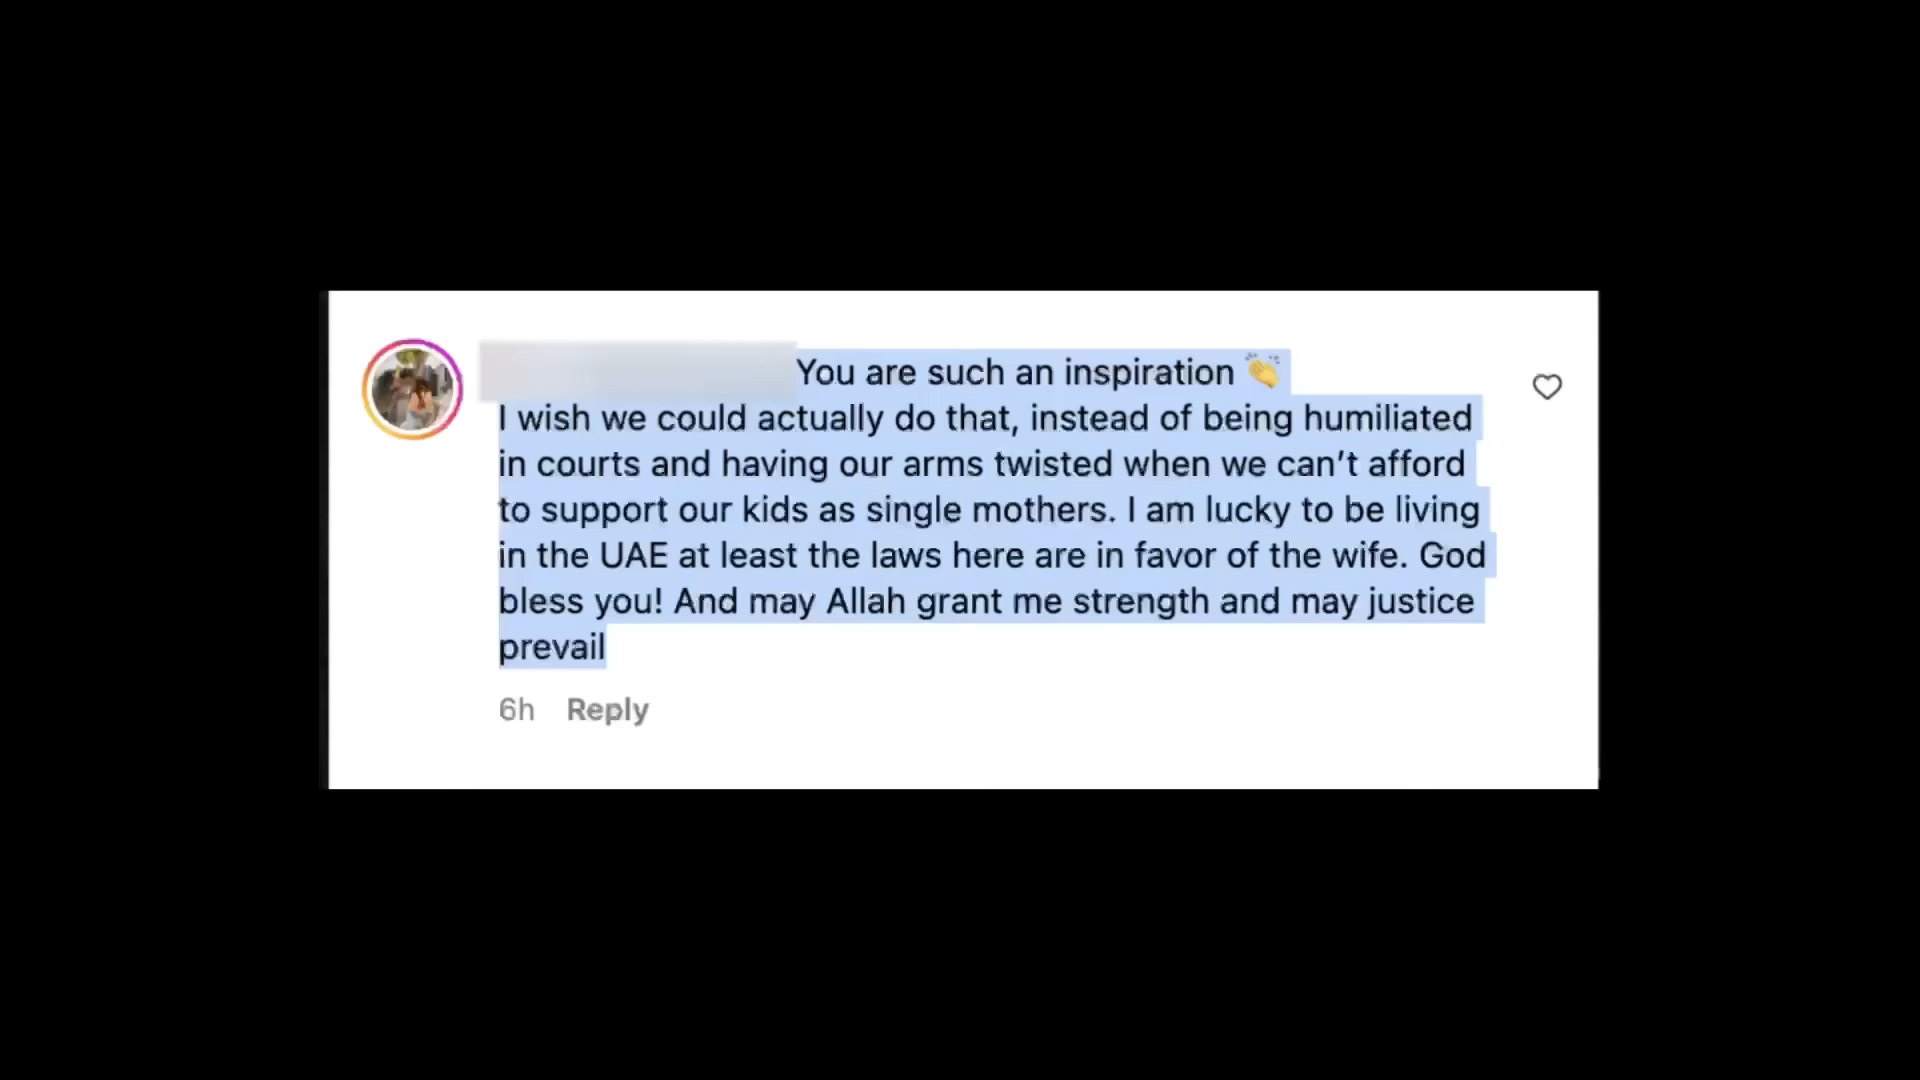 You are such an inspiration 👏
I wish we could actually do that, instead of being humiliated
in courts and having our arms twisted when we can’t afford
to support our kids as single mothers. I am lucky to be living
in the UAE at least the laws here are in favor of the wife. God
bless you! And may Allah grant me strength and may justice
prevail
6h Reply